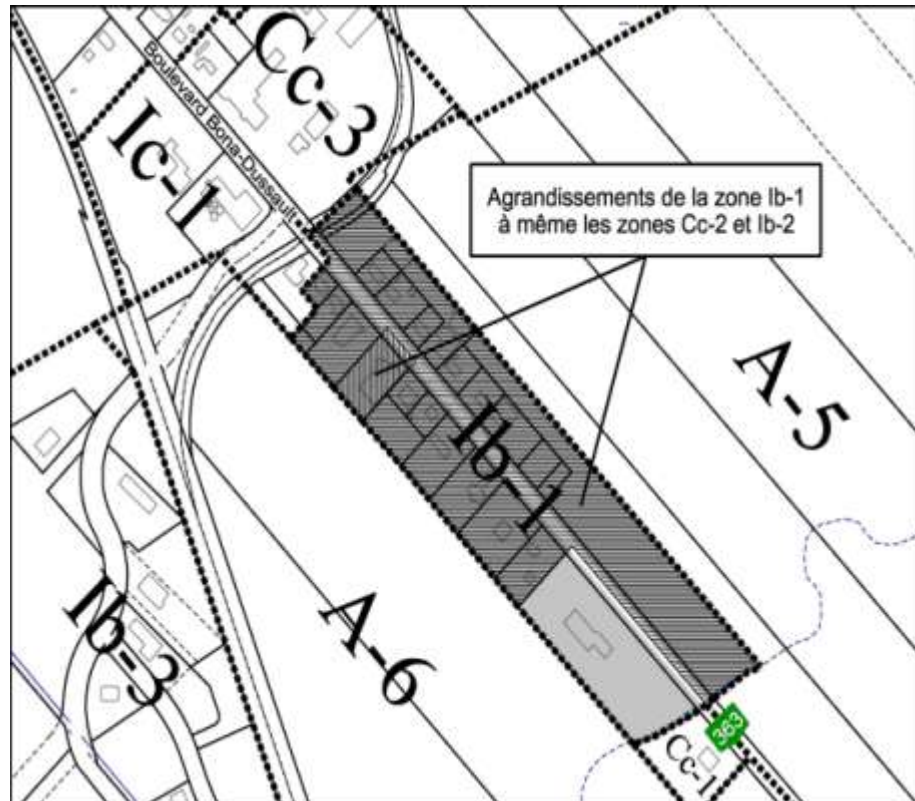 Cc-3
Boulevard Bona-Dussault
Ic-1
Agrandissements de la zone Ib-1
à même les zones Cc-2 et Ib-2
A-5
Ib-1
A-6
Ib-3
363
Cc-1